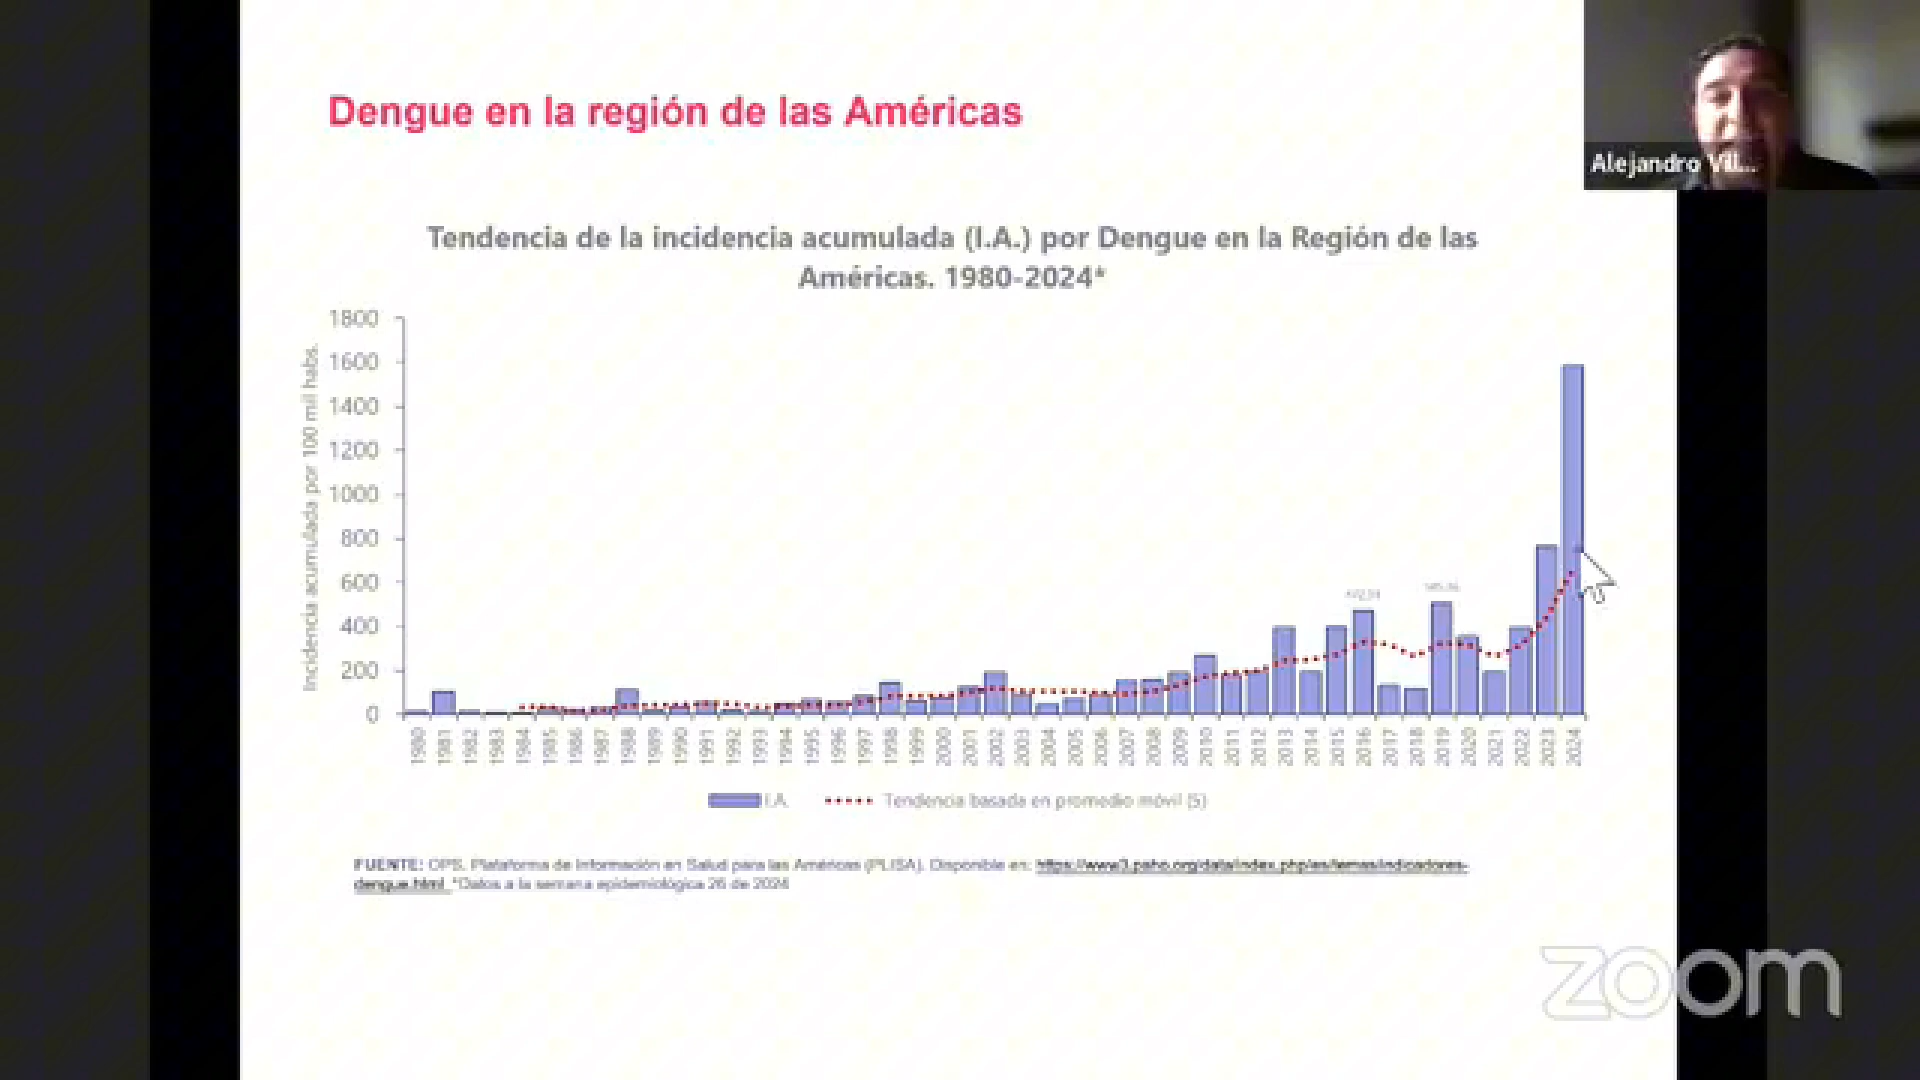 Dengue en la región de las Américas
Alejandro Vil...
Tendencia de la incidencia acumulada (I.A.) por Dengue en la Región de las
Américas. 1980-2024*
Incidencia acumulada por 100 mil habs.
1800
1600
1400
1200
1000
800
600
400
200
0
1980 1981 1982 1983 1984 1985 1986 1987 1988 1989 1990 1991 1992 1993 1994 1995 1996 1997 1998 1999 2000 2001 2002 2003 2004 2005 2006 2007 2008 2009 2010 2011 2012 2013 2014 2015 2016 2017 2018 2019 2020 2021 2022 2023 2024
I.A. Tendencia basada en promedio móvil (5)
FUENTE: OPS. Plataforma de Información en Salud para las Américas (PLISA). Disponible en: https://www3.paho.org/data/index.php/es/temas/indicadores-
dengue.html *Datos a la semana epidemiológica 26 de 2024
zoom